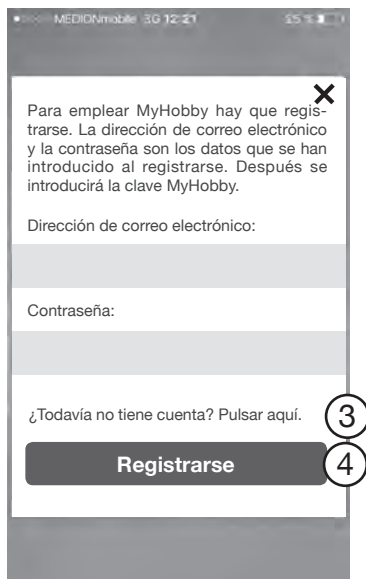 MEDIONmobile 3G 12:21
Para emplear MyHobby hay que regis-
trarse. La dirección de correo electrónico
y la contraseña son los datos que se han
introducido al registrarse. Después se
introducirá la clave MyHobby.
Dirección de correo electrónico:
Contraseña:
¿Todavía no tiene cuenta? Pulsar aquí.
3
Registrarse
4